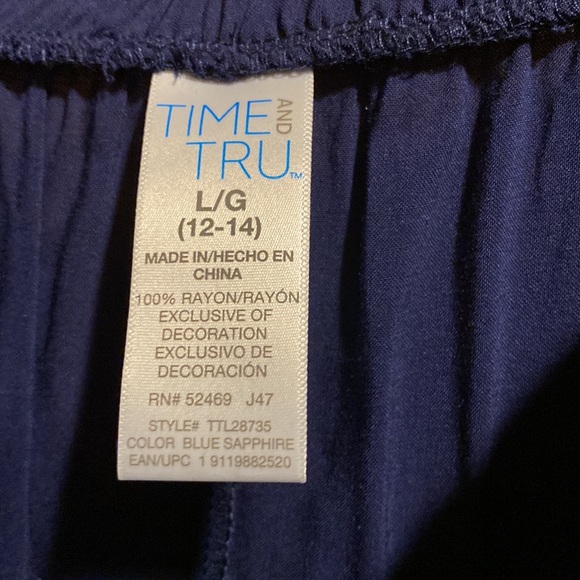 TIME AND
TRU™
L/G
(12-14)
MADE IN/HECHO EN
CHINA
100% RAYON/RAYÓN
EXCLUSIVE OF
DECORATION
EXCLUSIVO DE
DECORACIÓN
RN# 52469 J47
STYLE# TTL28735
COLOR BLUE SAPPHIRE
EAN/UPC 1 9119882520